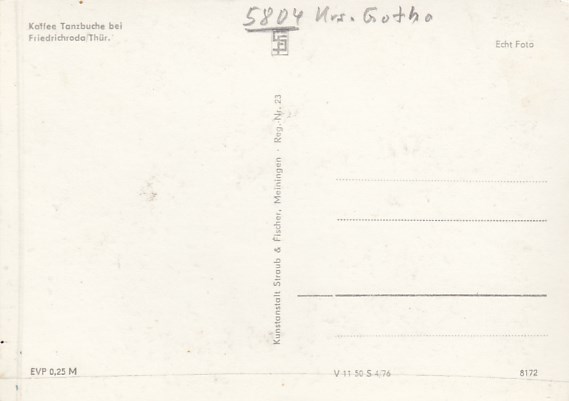 5804 Krs. Gotha
Kaffee Tanzbuche bei
Friedrichroda/Thür.
Echt Foto
Kunstanstalt Straub & Fischer, Meiningen · Reg.-Nr. 23
EVP 0,25 M
V 11 50 S 4/76
8172